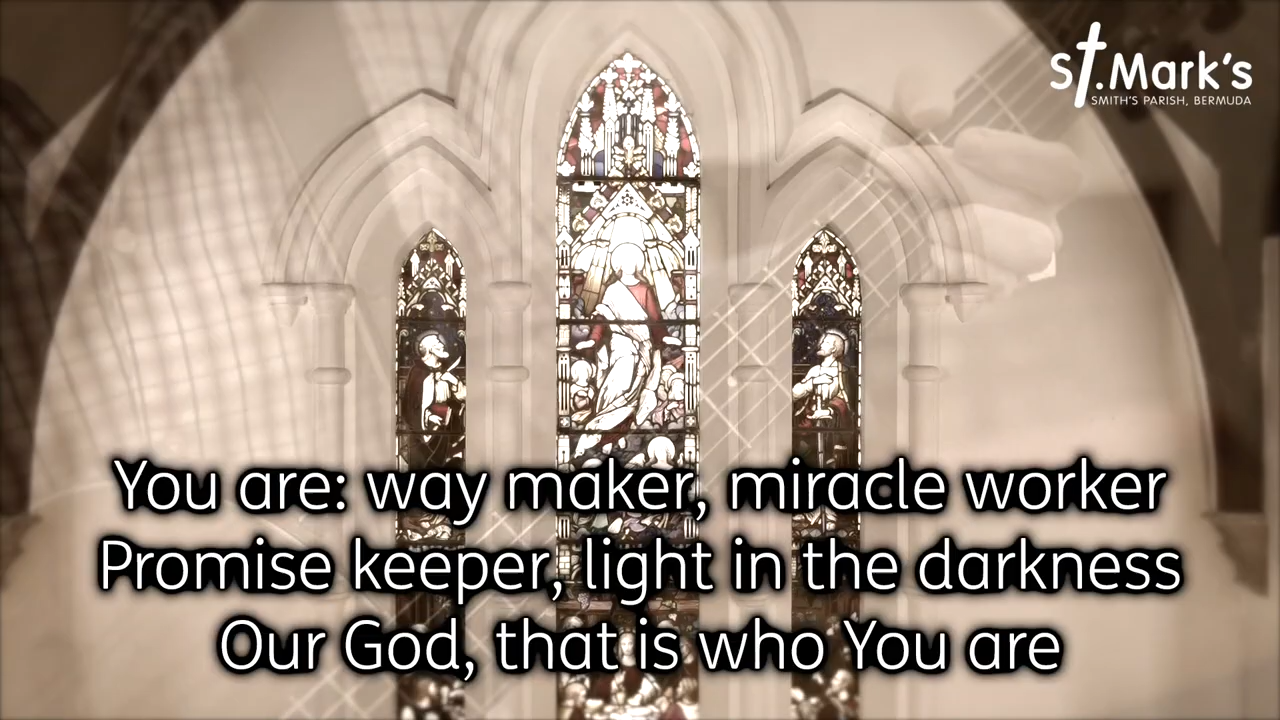 St. Mark's
SMITH'S PARISH, BERMUDA
You are: way maker, miracle worker
Promise keeper, light in the darkness
Our God, that is who You are